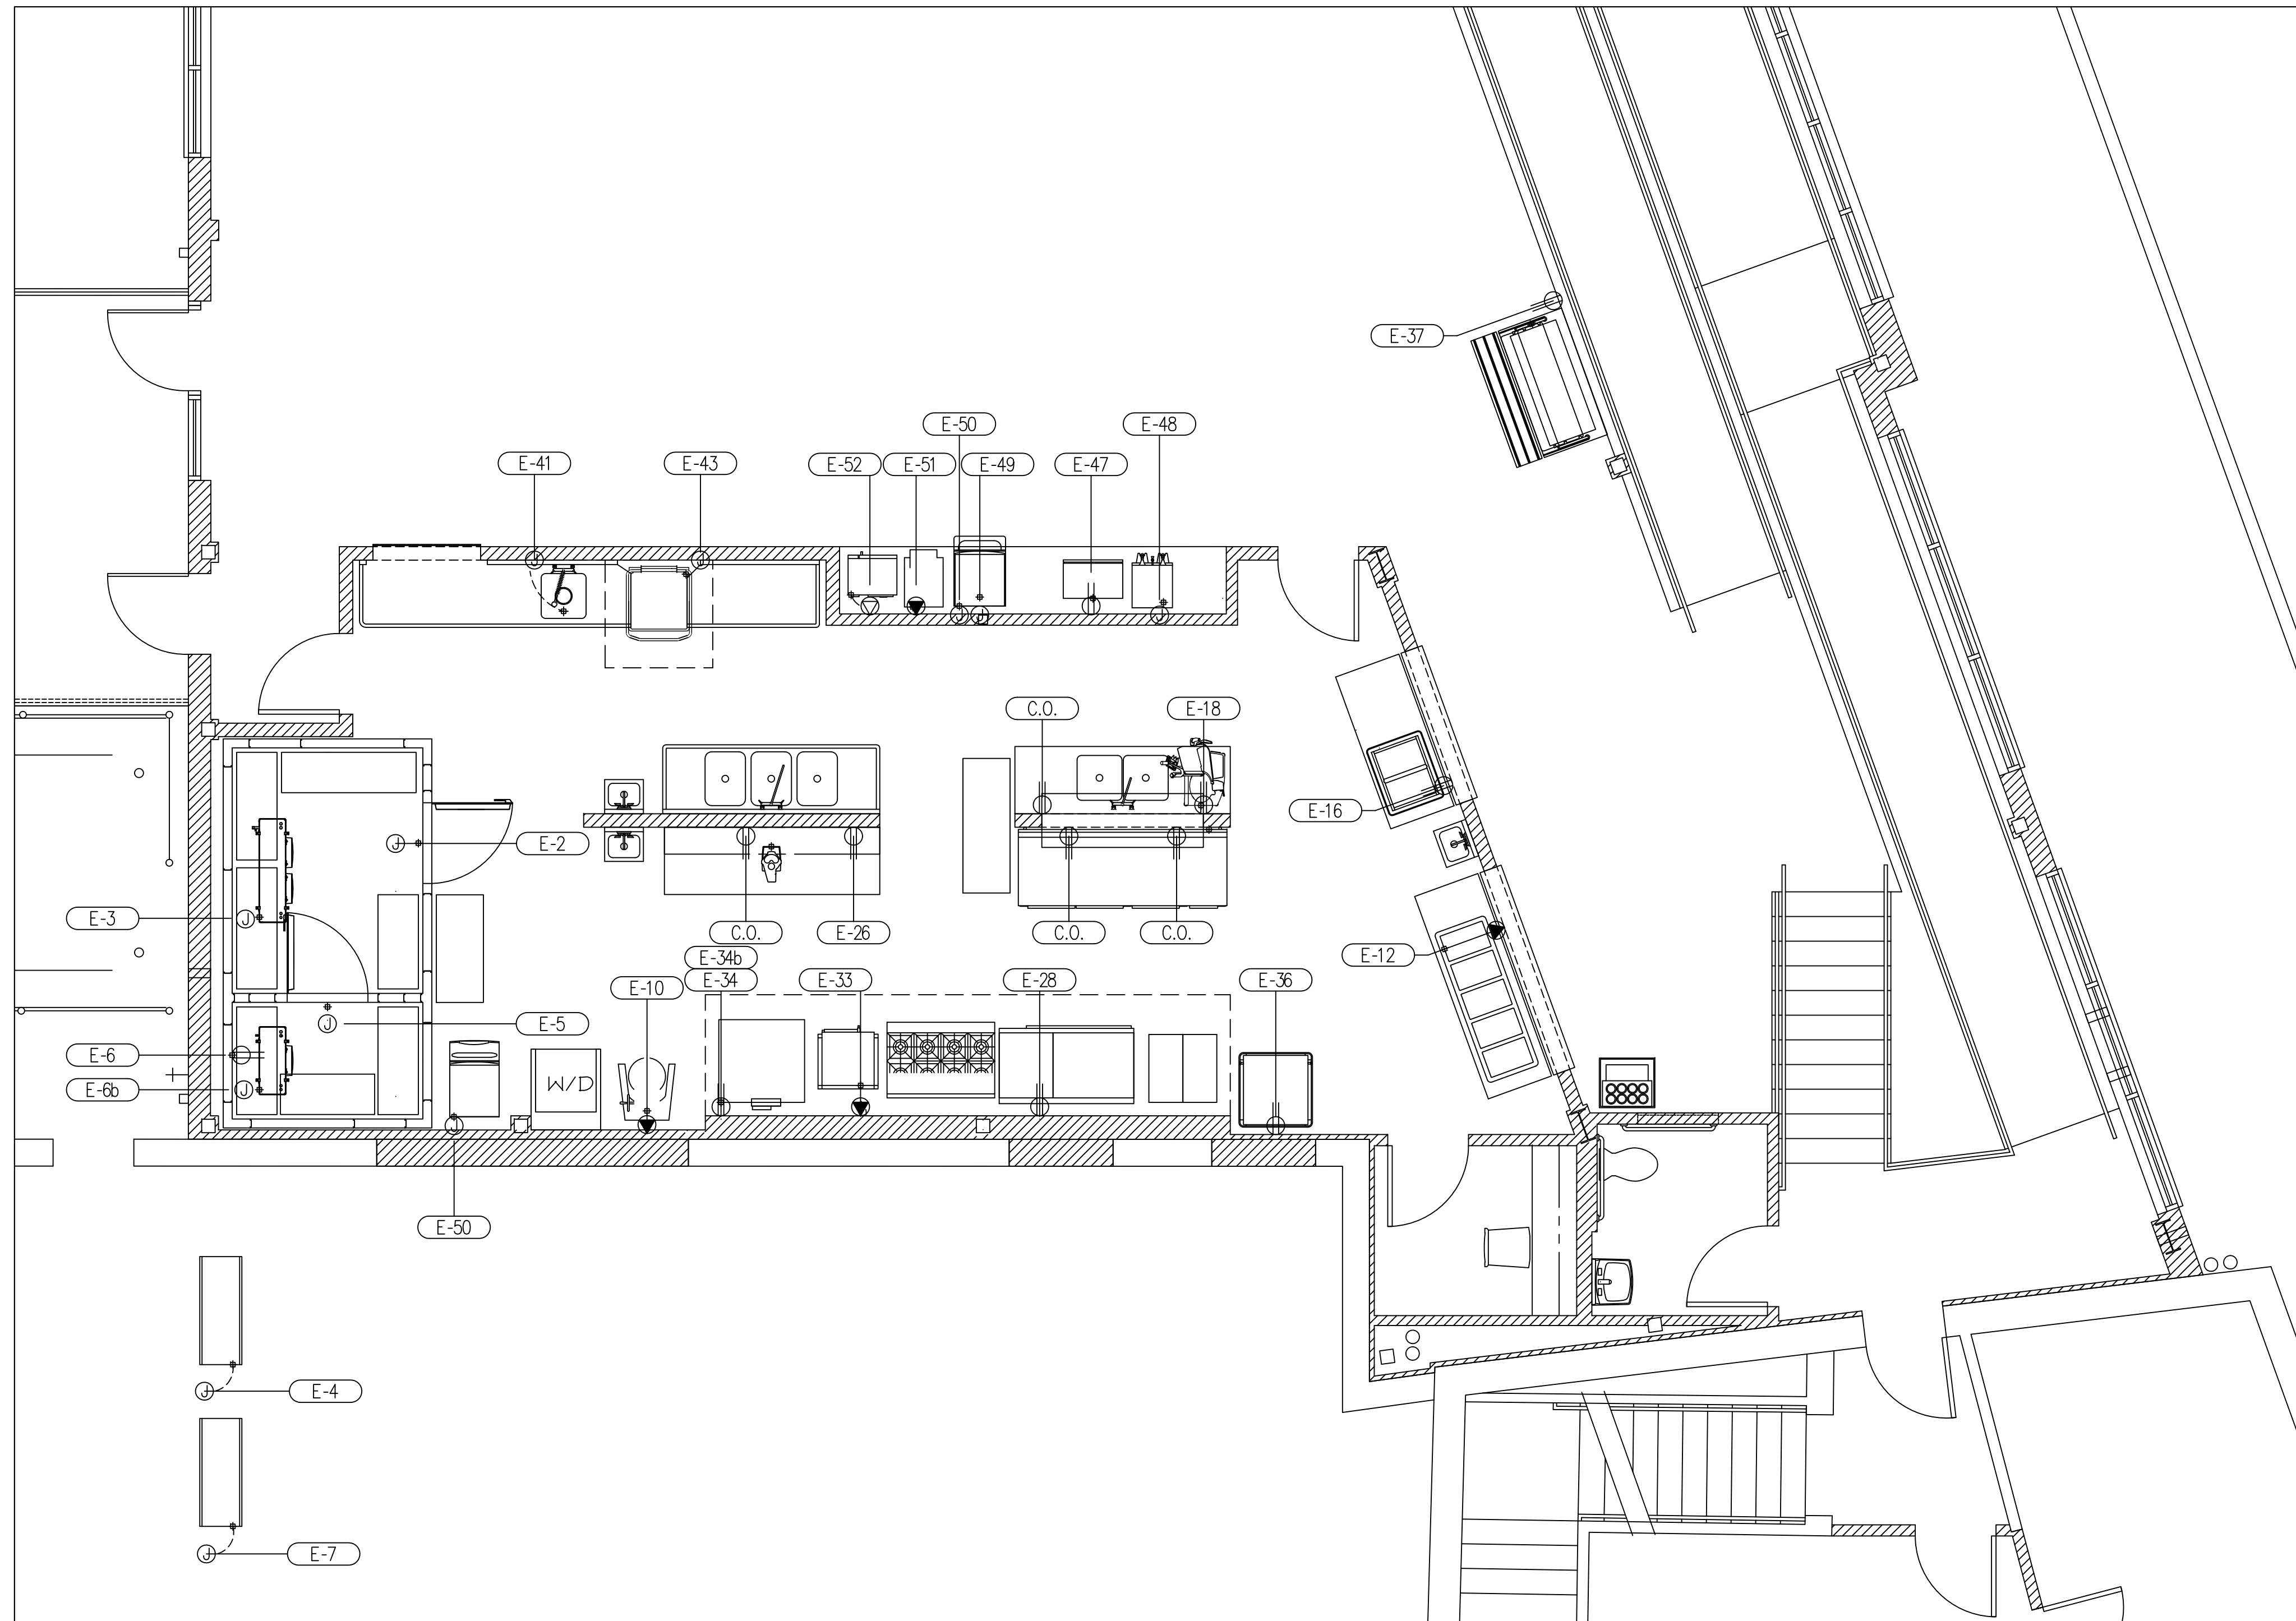 E-37
E-50
E-48
E-41
E-43
E-52
E-51
E-49
E-47
J
J
J
J
J
C.O.
E-18
E-16
J
E-2
E-3
J
C.O.
E-26
C.O.
C.O.
E-12
E-34b
E-34
E-33
E-28
E-36
E-10
J
E-5
E-6
E-6b
J
W/D
J
E-50
J
E-4
J
E-7